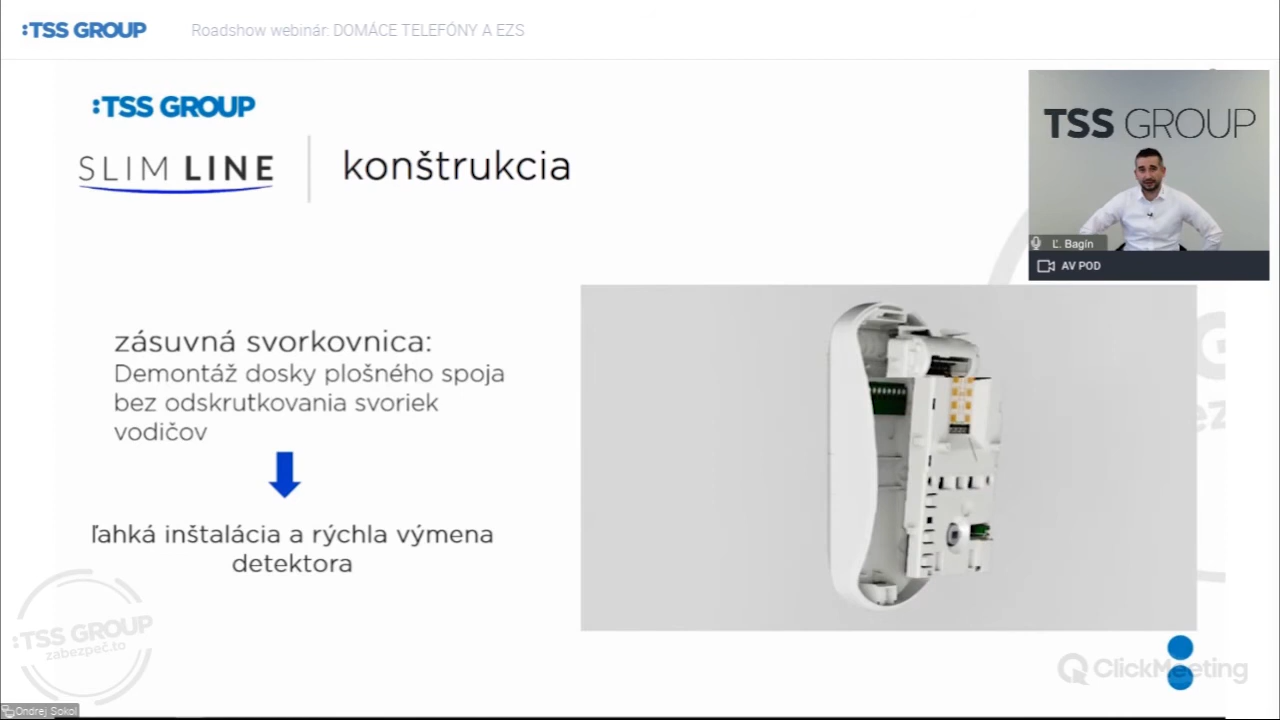 :TSS GROUP
Roadshow webinár: DOMÁCE TELEFÓNY A EZS
:TSS GROUP
SLIM LINE
konštrukcia
TSS GROUP
Ľ. Bagín
AV POD
zásuvná svorkovnica:
Demontáž dosky plošného spoja
bez odskrutkovania svoriek
vodičov
ľahká inštalácia a rýchla výmena
detektora
:TSS GROUP
zabezpeč.to
ClickMeeting
Ondrej Sokol